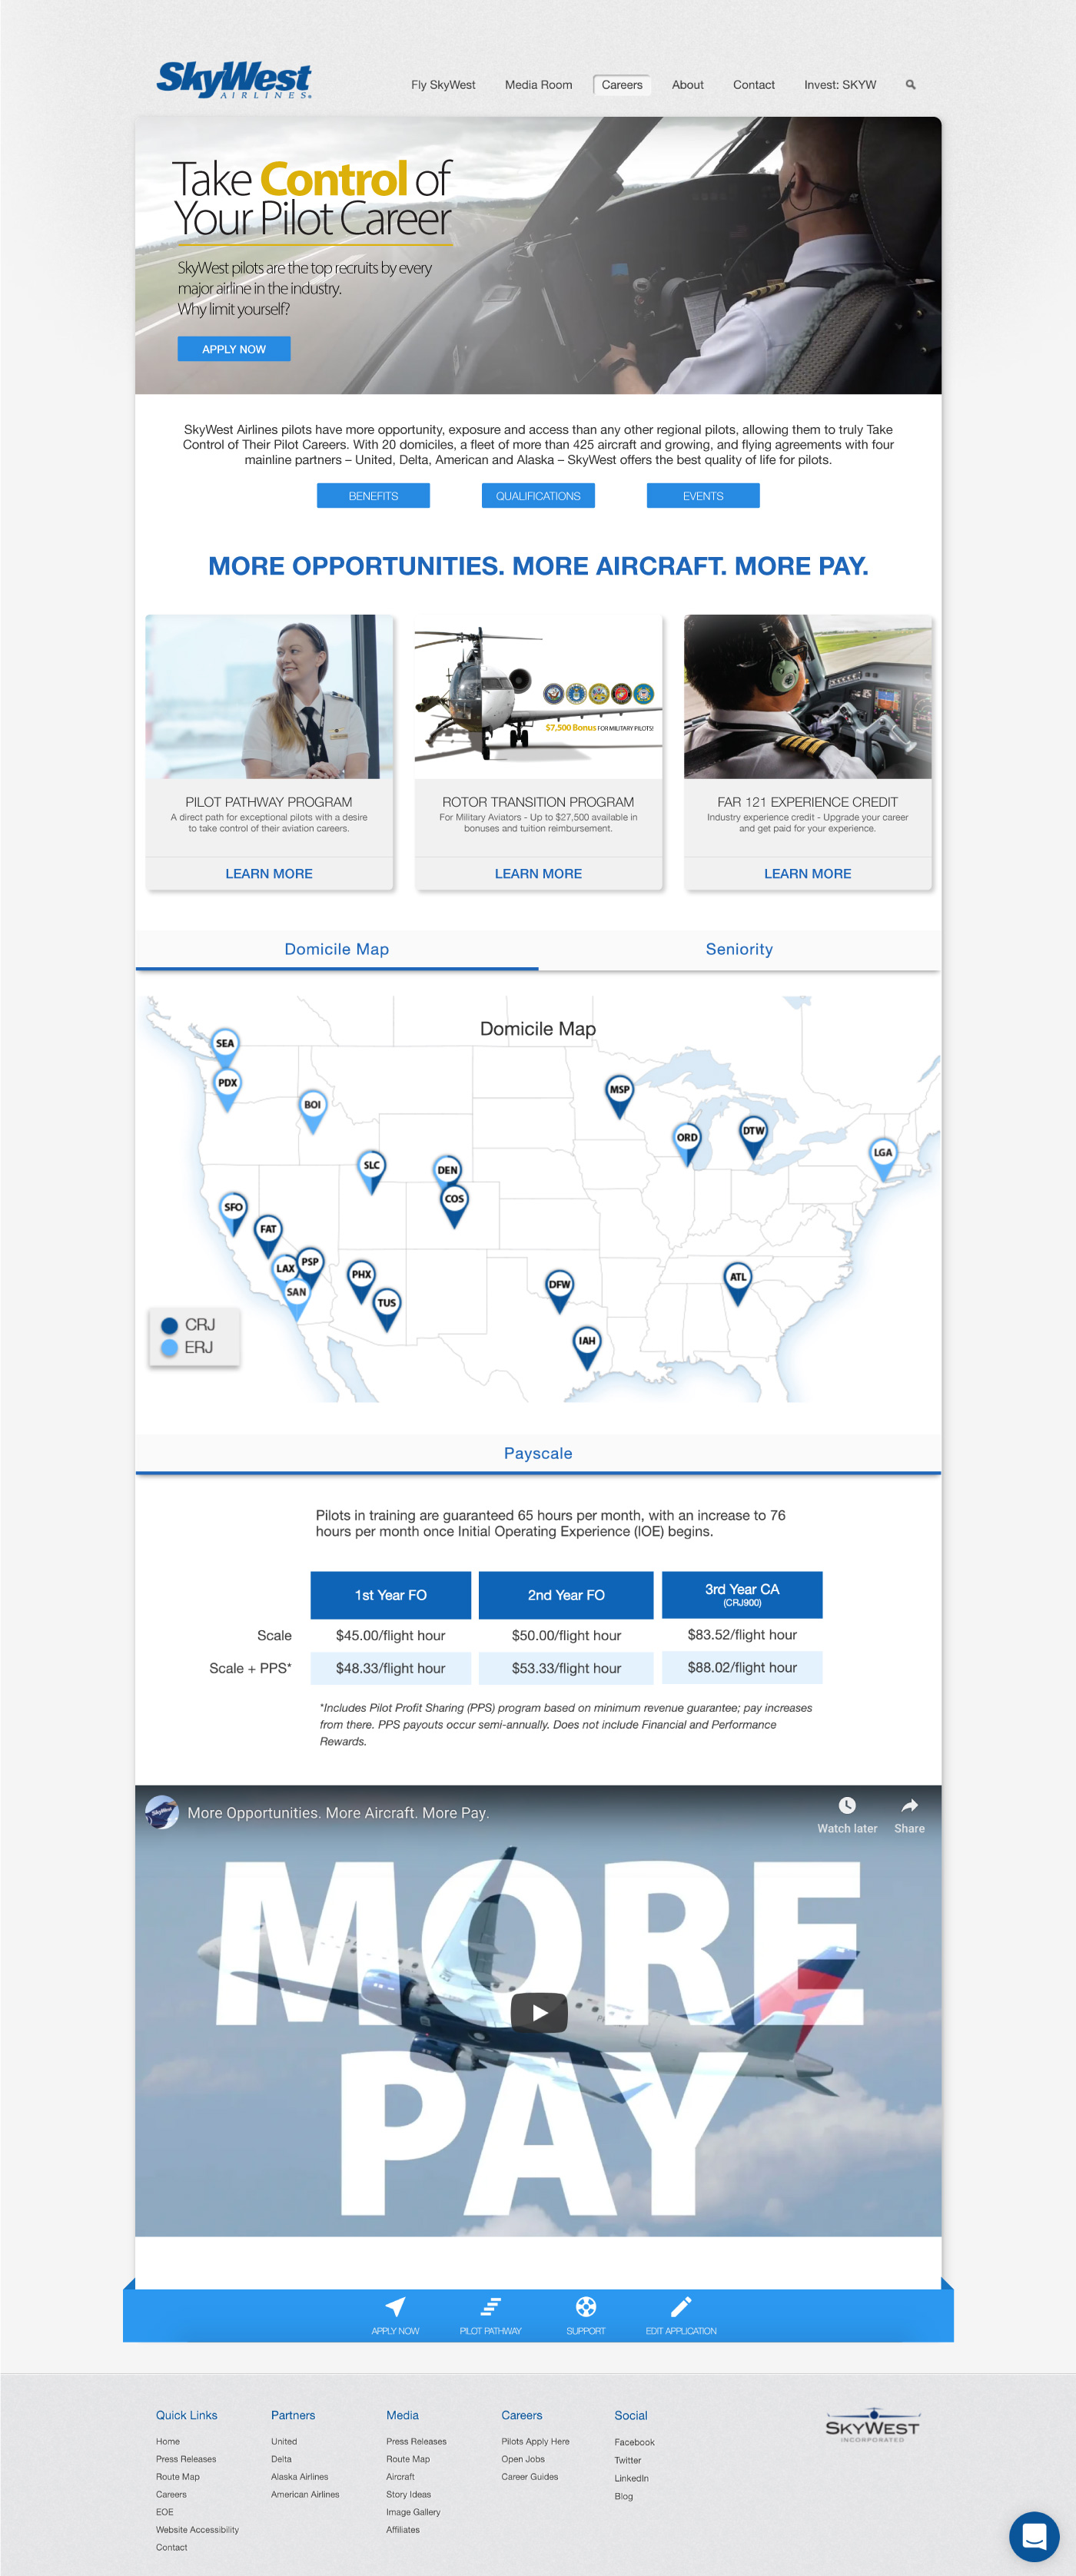 SkyWest
AIRLINES®
Fly SkyWest
Media Room
Careers
About
Contact
Invest: SKYW
Take Control of
Your Pilot Career
SkyWest pilots are the top recruits by every
major airline in the industry.
Why limit yourself?
APPLY NOW
SkyWest Airlines pilots have more opportunity, exposure and access than any other regional pilots, allowing them to truly Take
Control of Their Pilot Careers. With 20 domiciles, a fleet of more than 425 aircraft and growing, and flying agreements with four
mainline partners – United, Delta, American and Alaska – SkyWest offers the best quality of life for pilots.
BENEFITS
QUALIFICATIONS
EVENTS
MORE OPPORTUNITIES. MORE AIRCRAFT. MORE PAY.
$7,500 Bonus FOR MILITARY PILOTS!
PILOT PATHWAY PROGRAM
A direct path for exceptional pilots with a desire
to take control of their aviation careers.
LEARN MORE
ROTOR TRANSITION PROGRAM
For Military Aviators - Up to $27,500 available in
bonuses and tuition reimbursement.
LEARN MORE
FAR 121 EXPERIENCE CREDIT
Industry experience credit - Upgrade your career
and get paid for your experience.
LEARN MORE
Domicile Map
Seniority
Domicile Map
SEA
PDX
BOI
MSP
ORD
DTW
LGA
SLC
DEN
COS
SFO
FAT
LAX
PSP
SAN
PHX
TUS
DFW
ATL
IAH
CRJ
ERJ
Payscale
Pilots in training are guaranteed 65 hours per month, with an increase to 76
hours per month once Initial Operating Experience (IOE) begins.
1st Year FO
2nd Year FO
3rd Year CA
(CRJ900)
Scale
$45.00/flight hour
$50.00/flight hour
$83.52/flight hour
Scale + PPS*
$48.33/flight hour
$53.33/flight hour
$88.02/flight hour
*Includes Pilot Profit Sharing (PPS) program based on minimum revenue guarantee; pay increases
from there. PPS payouts occur semi-annually. Does not include Financial and Performance
Rewards.
More Opportunities. More Aircraft. More Pay.
Watch later
Share
MORE
PAY
APPLY NOW
PILOT PATHWAY
SUPPORT
EDIT APPLICATION
Quick Links
Home
Press Releases
Route Map
Careers
EOE
Website Accessibility
Contact
Partners
United
Delta
Alaska Airlines
American Airlines
Media
Press Releases
Route Map
Aircraft
Story Ideas
Image Gallery
Affiliates
Careers
Pilots Apply Here
Open Jobs
Career Guides
Social
Facebook
Twitter
LinkedIn
Blog
SKYWEST
INCORPORATED